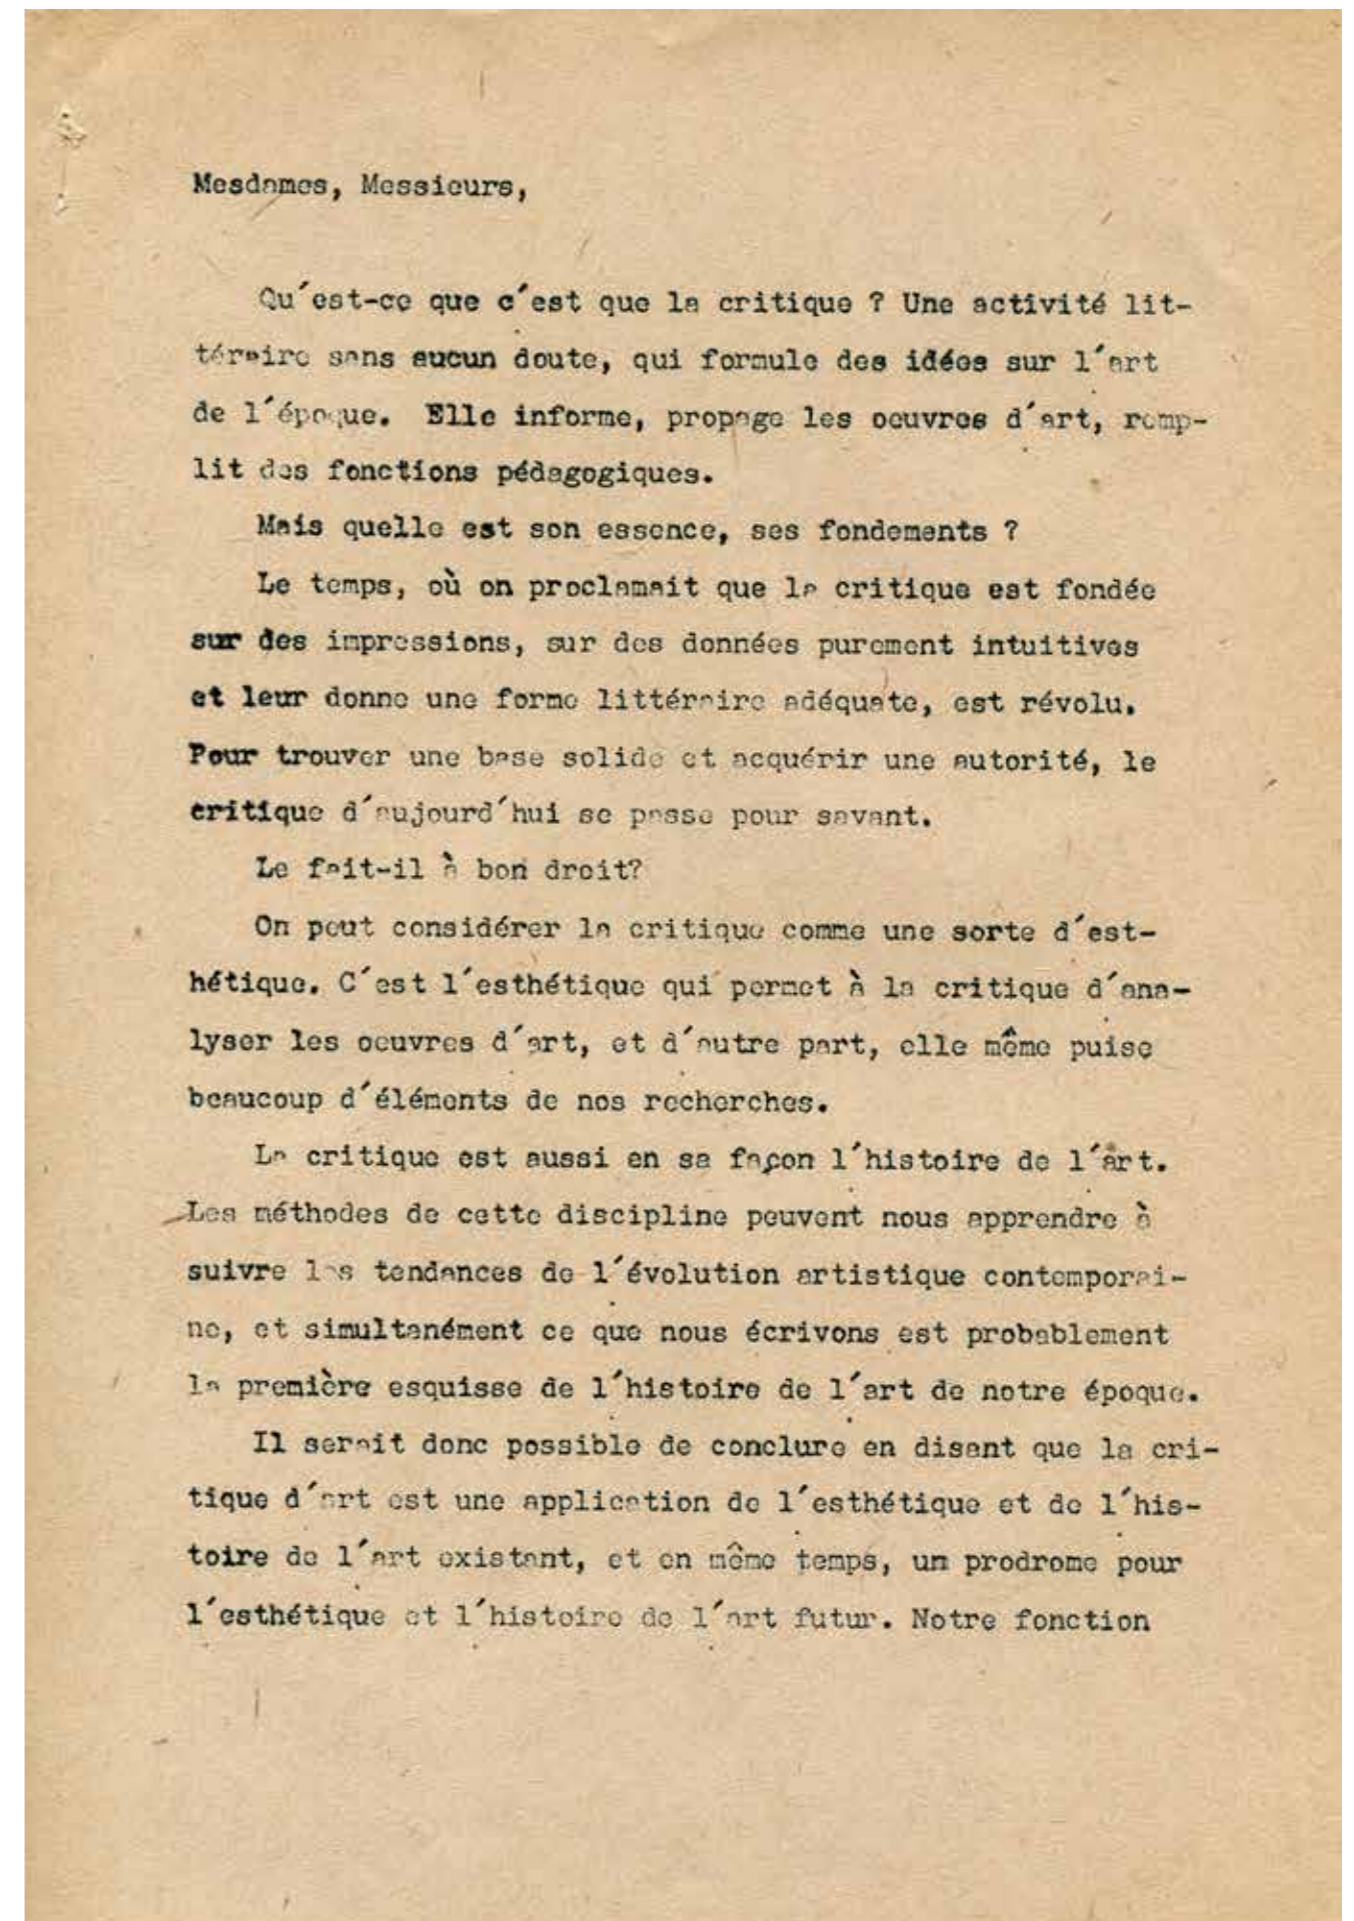 Mesdames, Messieurs,
Qu´est-ce que c´est que la critique ? Une activité lit-
téraire sans aucun doute, qui formule des idées sur l´art
de l´époque. Elle informe, propage les oeuvres d´art, remp-
lit des fonctions pédagogiques.
Mais quelle est son essence, ses fondements ?
Le temps, où on proclamait que la critique est fondée
sur des impressions, sur des données purement intuitives
et leur donne une forme littéraire adéquate, est révolu.
Pour trouver une base solide et acquérir une autorité, le
critique d´aujourd´hui se passe pour savant.
Le fait-il à bon droit?
On peut considérer la critique comme une sorte d´est-
hétique. C´est l´esthétique qui permet à la critique d´ana-
lyser les oeuvres d´art, et d´autre part, elle même puise
beaucoup d´éléments de nos recherches.
La critique est aussi en sa façon l´histoire de l´art.
Les méthodes de cette discipline peuvent nous apprendre à
suivre les tendances de l´évolution artistique contemporai-
ne, et simultanément ce que nous écrivons est probablement
la première esquisse de l´histoire de l´art de notre époque.
Il serait donc possible de conclure en disant que la cri-
tique d´art est une application de l´esthétique et de l´his-
toire de l´art existant, et en même temps, un prodrome pour
l´esthétique et l´histoire de l´art futur. Notre fonction